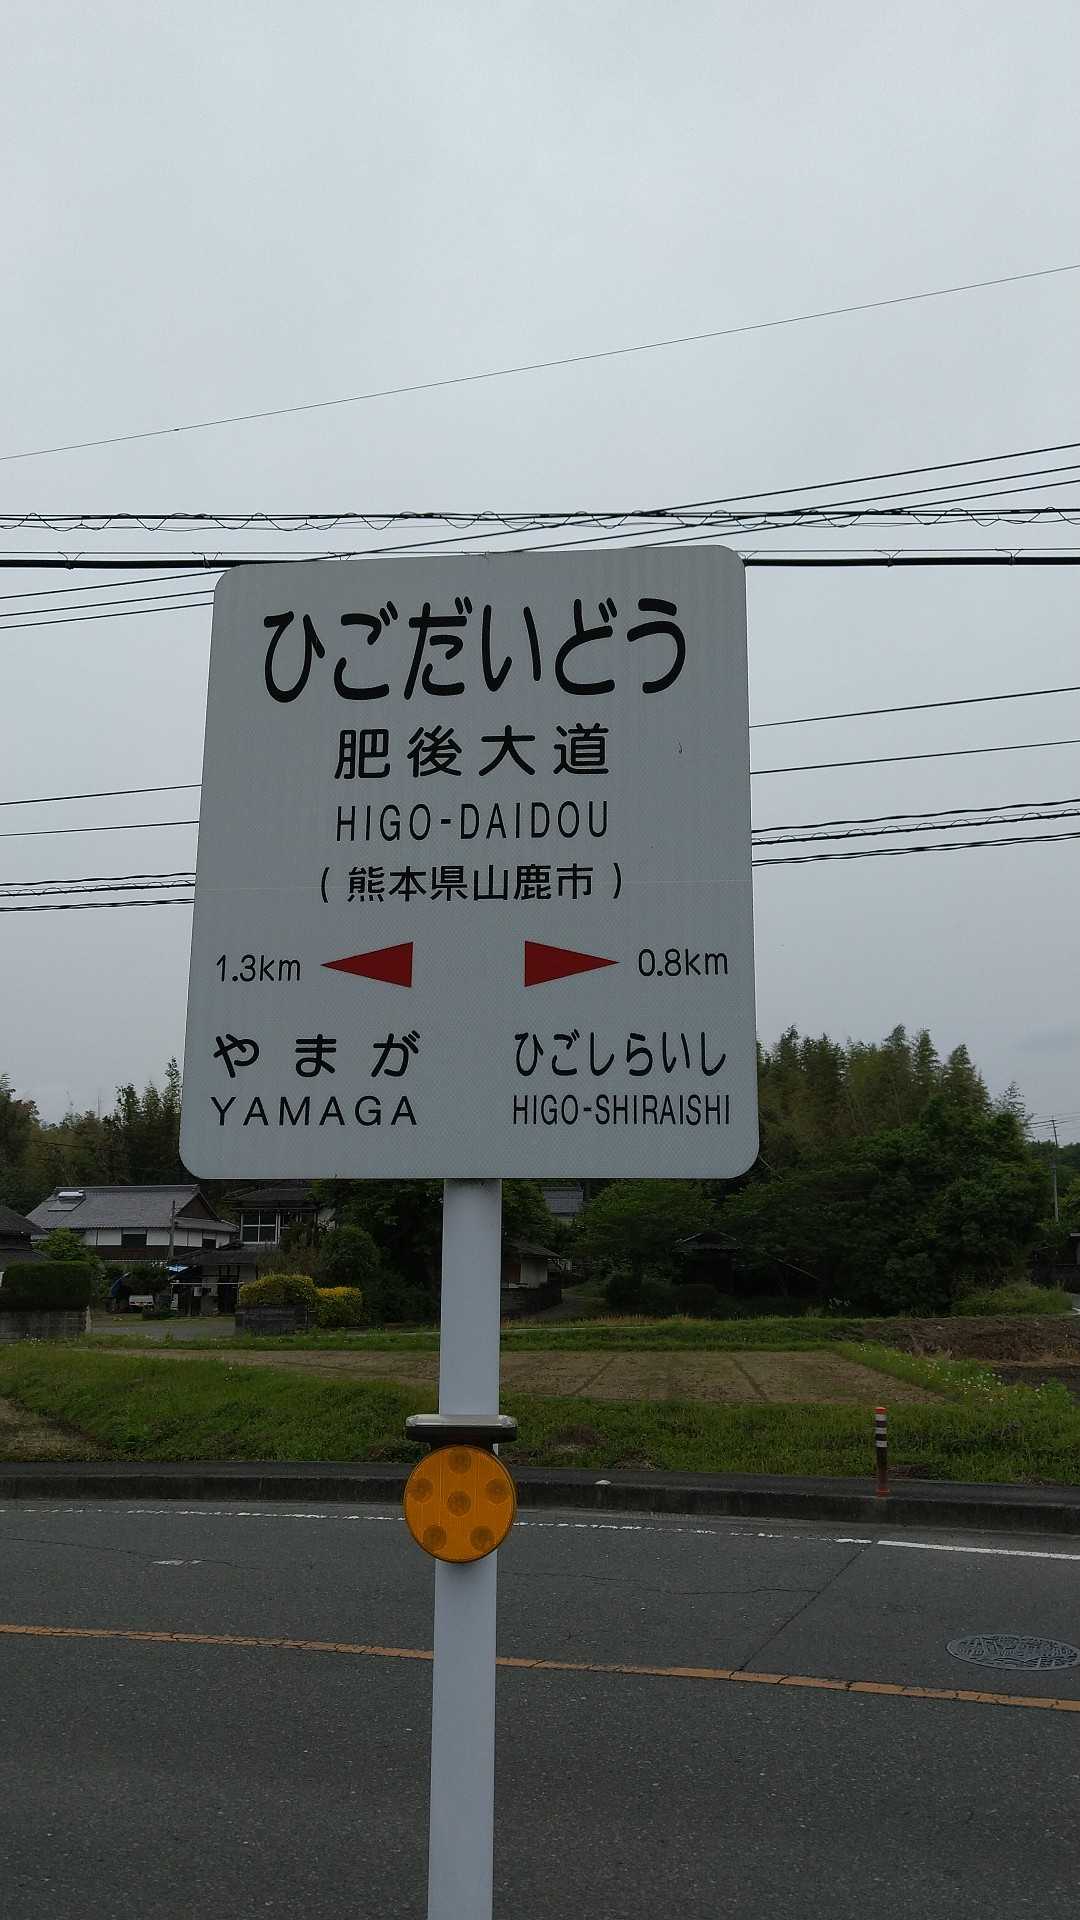 ひごだいどう
肥後大道
HIGO-DAIDOU
(熊本県山鹿市)
1.3km 0.8km
やまが ひごしらいし
YAMAGA HIGO-SHIRAISHI